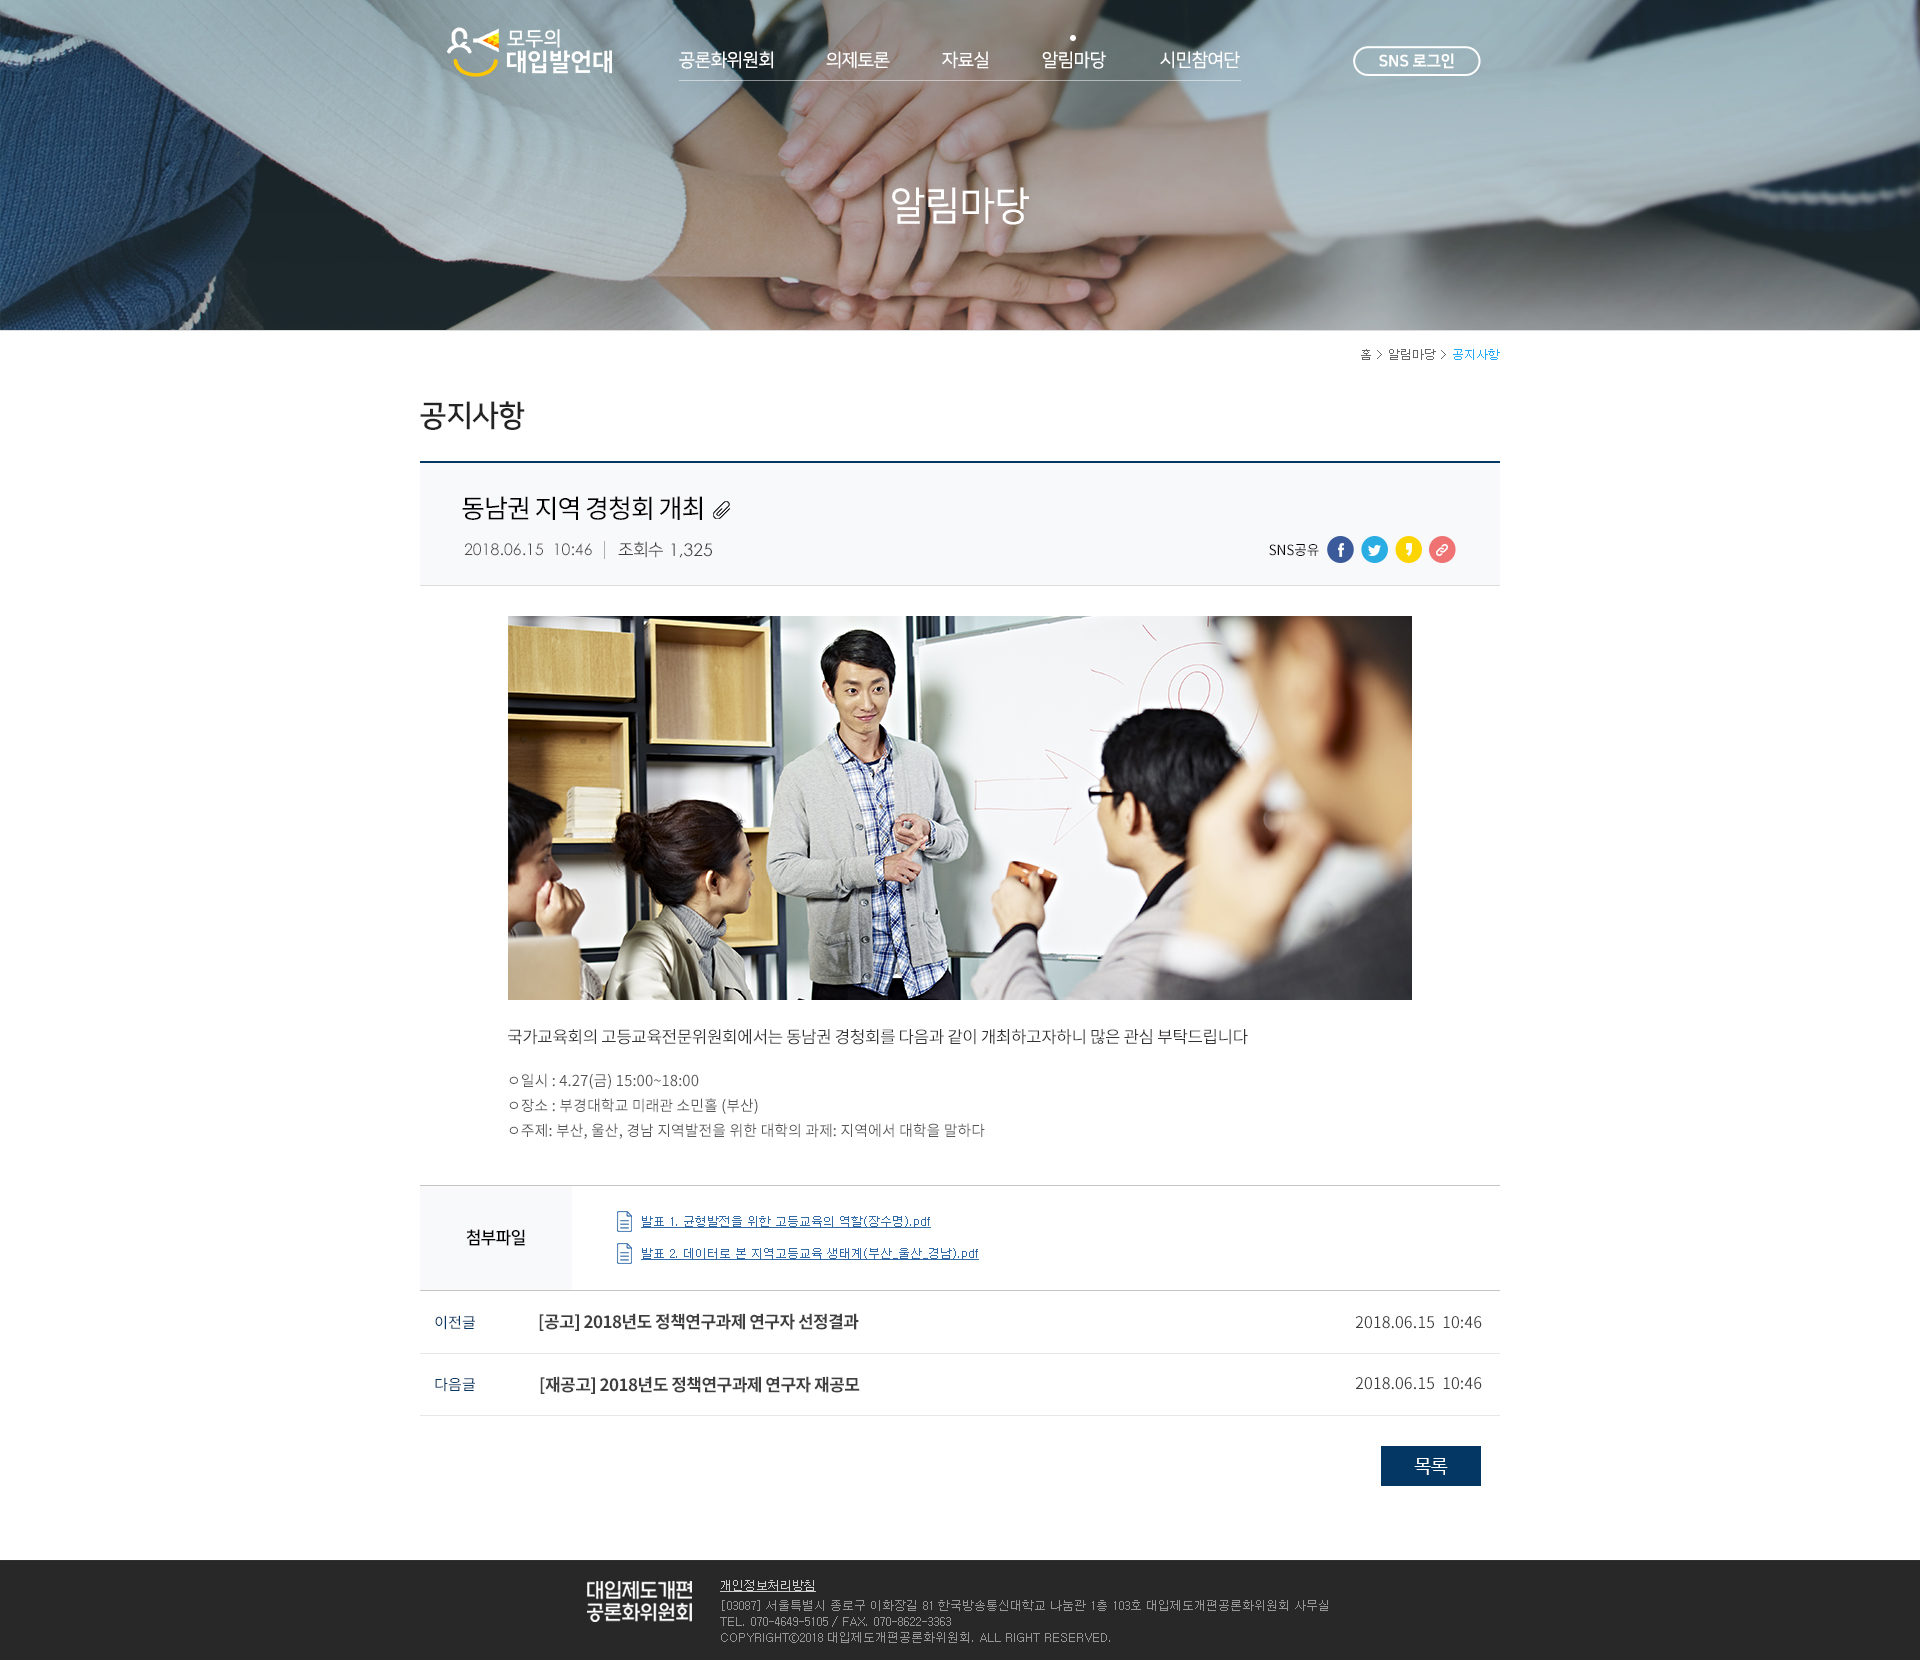 모두의
대입발언대
공론화위원회 의제토론 자료실 알림마당 시민참여단
SNS 로그인
알림마당
홈 > 알림마당 > 공지사항
공지사항
동남권 지역 경청회 개최
2018.06.15 10:46 | 조회수 1,325
SNS공유
국가교육회의 고등교육전문위원회에서는 동남권 경청회를 다음과 같이 개최하고자하니 많은 관심 부탁드립니다
ㅇ일시 : 4.27(금) 15:00~18:00
ㅇ장소 : 부경대학교 미래관 소민홀 (부산)
ㅇ주제: 부산, 울산, 경남 지역발전을 위한 대학의 과제: 지역에서 대학을 말하다
첨부파일
발표 1. 균형발전을 위한 고등교육의 역할(장수명).pdf
발표 2. 데이터로 본 지역고등교육 생태계(부산_울산_경남).pdf
이전글 [공고] 2018년도 정책연구과제 연구자 선정결과 2018.06.15 10:46
다음글 [재공고] 2018년도 정책연구과제 연구자 재공모 2018.06.15 10:46
목록
대입제도개편
공론화위원회
개인정보처리방침
[03087] 서울특별시 종로구 이화장길 81 한국방송통신대학교 나눔관 1층 103호 대입제도개편공론화위원회 사무실
TEL. 070-4649-5105 / FAX. 070-8622-3363
COPYRIGHT©2018 대입제도개편공론화위원회. ALL RIGHT RESERVED.